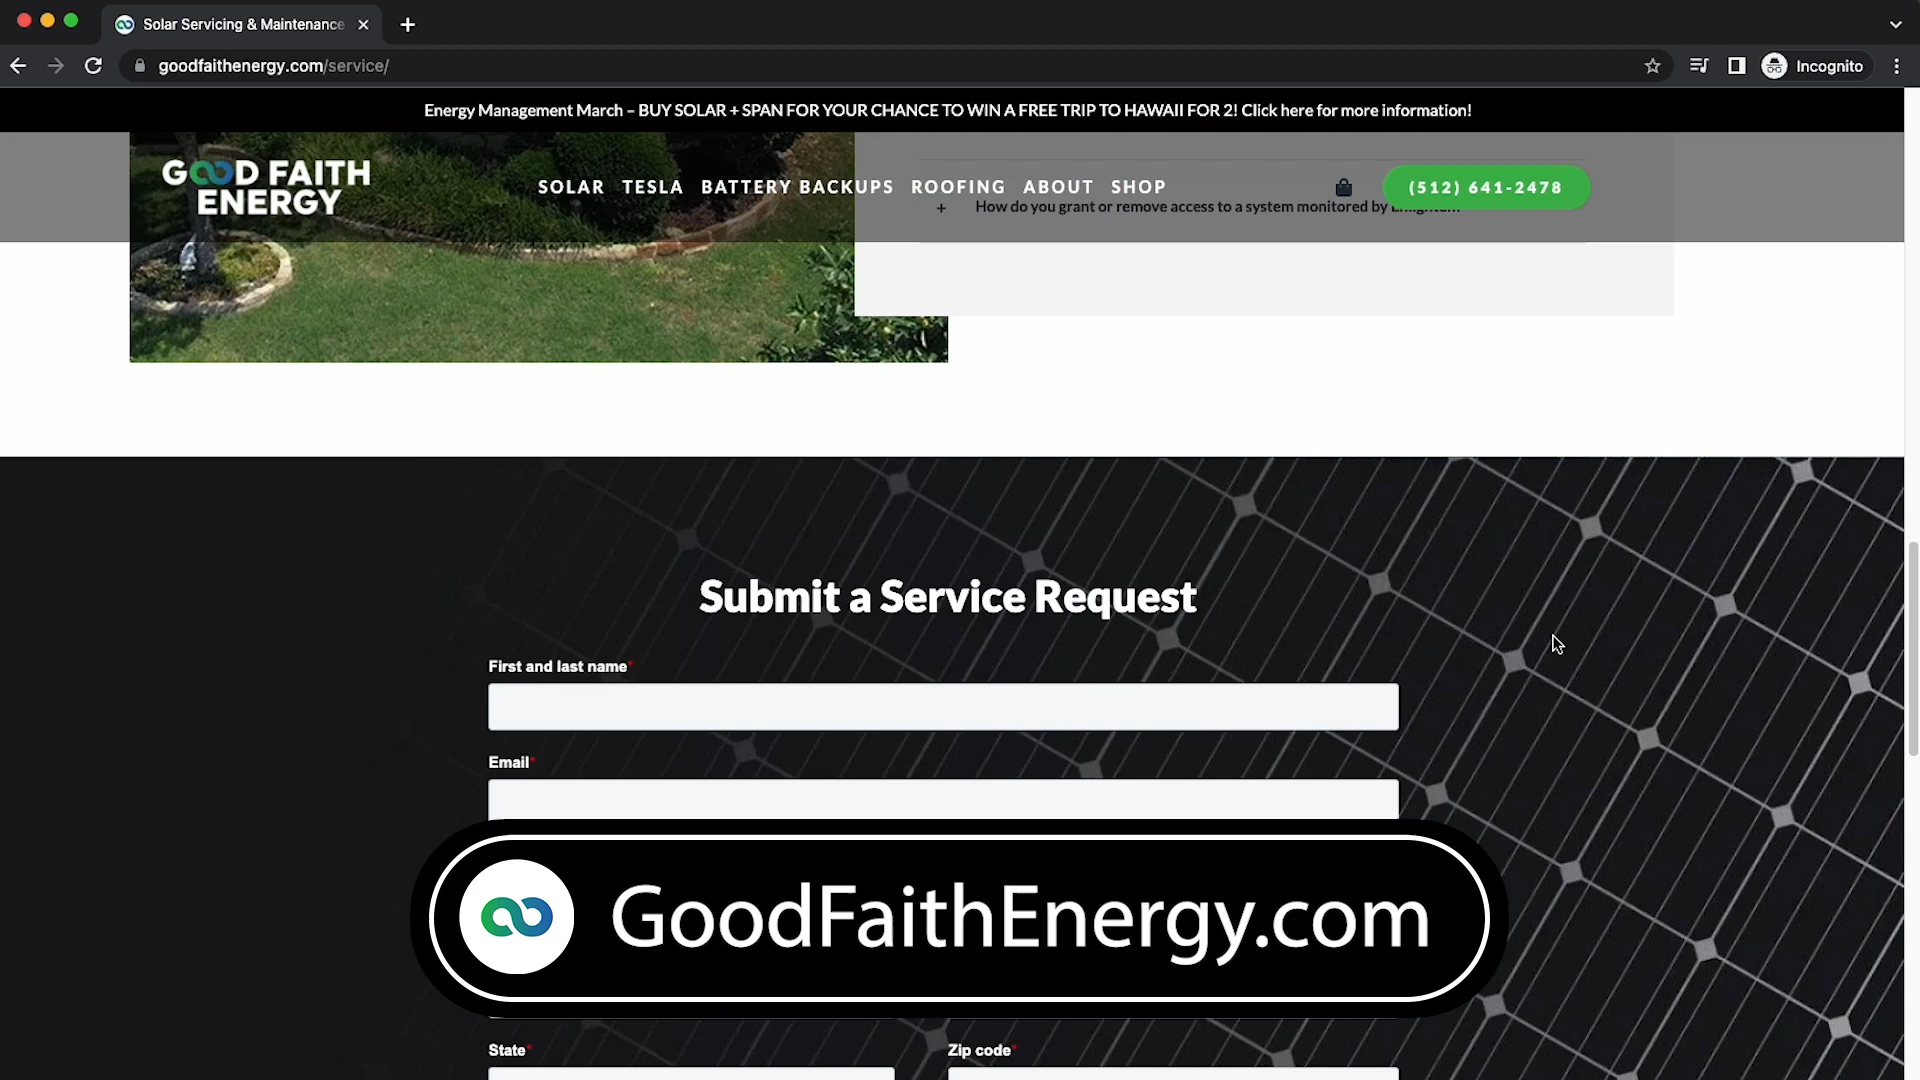 Solar Servicing & Maintenance
goodfaithenergy.com/service/
Incognito
Energy Management March – BUY SOLAR + SPAN FOR YOUR CHANCE TO WIN A FREE TRIP TO HAWAII FOR 2! Click here for more information!
GOOD FAITH
ENERGY
SOLAR TESLA BATTERY BACKUPS ROOFING ABOUT SHOP
(512) 641-2478
+ How do you grant or remove access to a system monitored by
Submit a Service Request
First and last name*
Email*
GoodFaithEnergy.com
State*
Zip code*